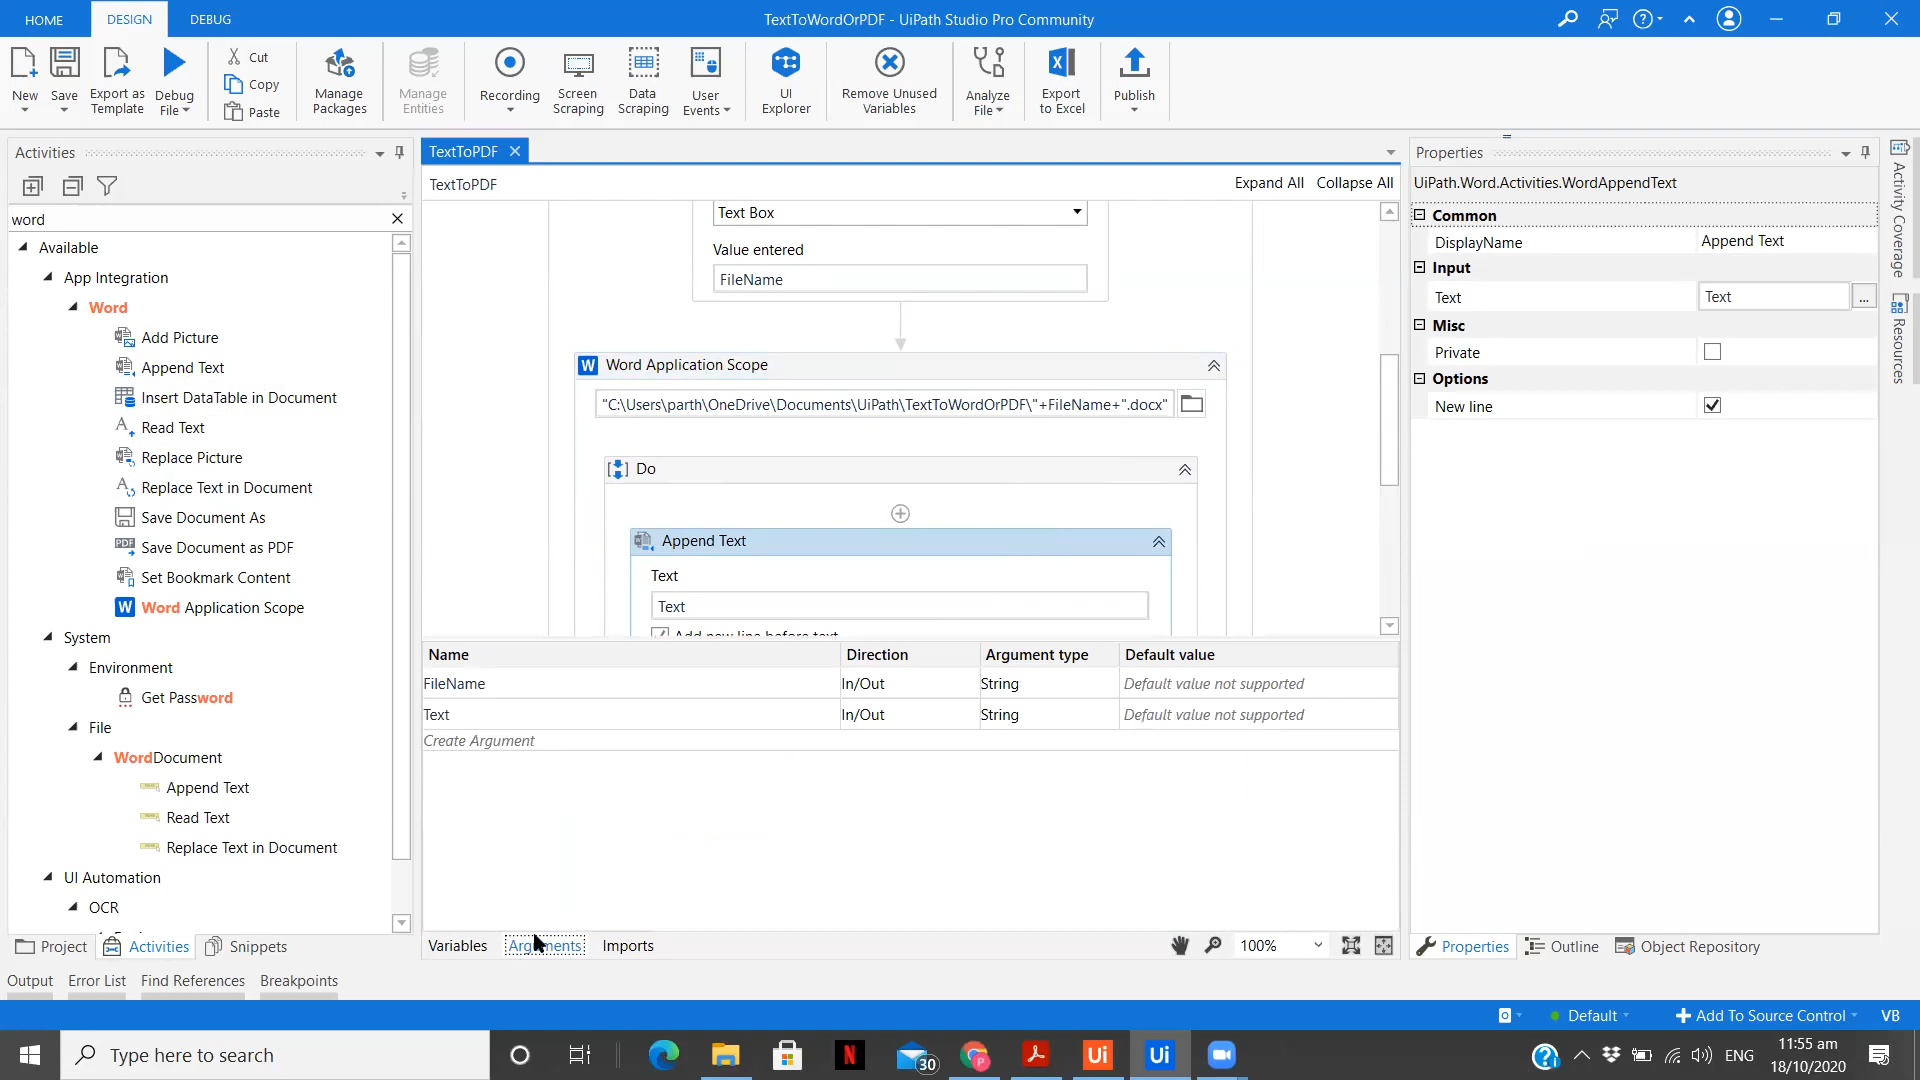 HOME DESIGN DEBUG TextToWordOrPDF - UiPath Studio Pro Community
New Save Export as Template Debug File
Cut
Copy
Paste
Manage Packages
Manage Entities
Recording
Screen Scraping
Data Scraping
User Events
UI Explorer
Remove Unused Variables
Analyze File
Export to Excel
Publish
Activities
word
Available
App Integration
Word
Add Picture
Append Text
Insert DataTable in Document
Read Text
Replace Picture
Replace Text in Document
Save Document As
Save Document as PDF
Set Bookmark Content
Word Application Scope
System
Environment
Get Password
File
WordDocument
Append Text
Read Text
Replace Text in Document
UI Automation
OCR
Project Activities Snippets
TextToPDF
TextToPDF Expand All Collapse All
Text Box
Value entered
FileName
Word Application Scope
"C:\Users\parth\OneDrive\Documents\UiPath\TextToWordOrPDF\"+FileName+".docx"
Do
Append Text
Text
Text
Add new line before text
Name Direction Argument type Default value
FileName In/Out String Default value not supported
Text In/Out String Default value not supported
Create Argument
Variables Arguments Imports 100%
Properties
UiPath.Word.Activities.WordAppendText
Common
DisplayName Append Text
Input
Text Text ...
Misc
Private
Options
New line
Properties Outline Object Repository
Activity Coverage
Resources
Output Error List Find References Breakpoints
Default Add To Source Control VB
Type here to search
30
ENG
11:55 am
18/10/2020